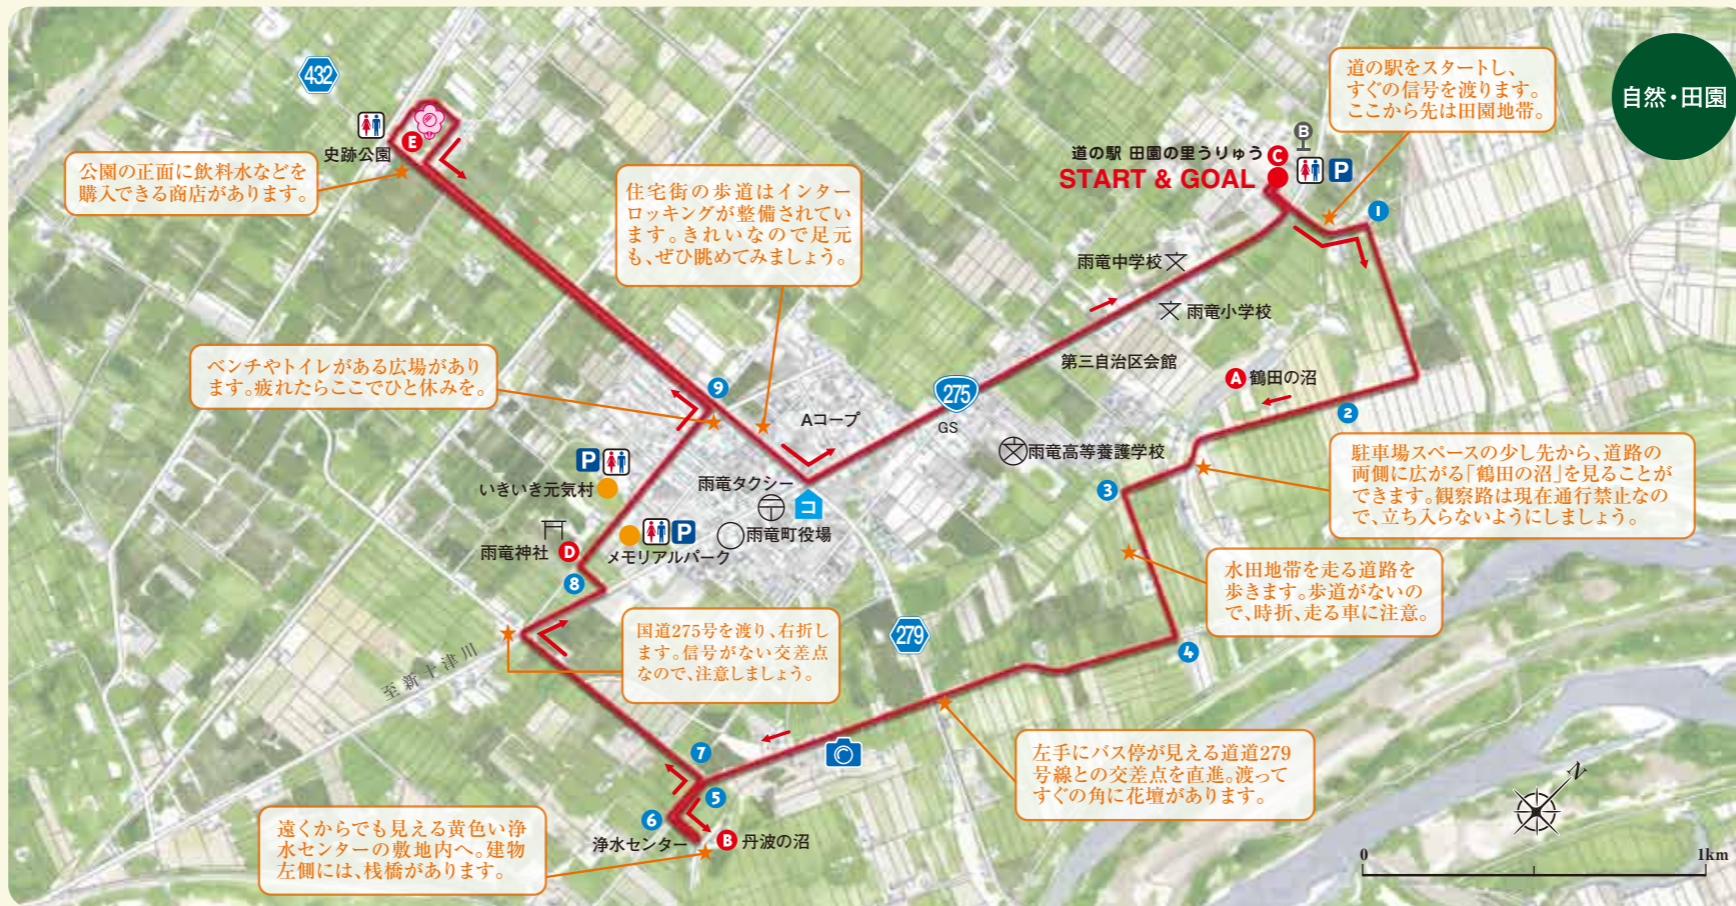 自然・田園
432
史跡公園
E
公園の正面に飲料水などを
購入できる商店があります。
住宅街の歩道はインター
ロッキングが整備されてい
ます。きれいなので足元
も、ぜひ眺めてみましょう。
道の駅をスタートし、
すぐの信号を渡ります。
ここから先は田園地帯。
B
道の駅 田園の里うりゅう
C
START & GOAL
P
1
雨竜中学校
文
文
雨竜小学校
第三自治区会館
A
鶴田の沼
2
275
GS
ベンチやトイレがある広場があり
ます。疲れたらここでひと休みを。
9
Aコープ
文
雨竜高等養護学校
3
駐車場スペースの少し先から、道路の
両側に広がる「鶴田の沼」を見ることが
できます。観察路は現在通行禁止なの
で、立ち入らないようにしましょう。
P
いきいき元気村
雨竜タクシー
〒
コ
雨竜町役場
P
メモリアルパーク
雨竜神社
D
8
水田地帯を走る道路を
歩きます。歩道がないの
で、時折、走る車に注意。
国道275号を渡り、右折し
ます。信号がない交差点
なので、注意しましょう。
279
4
至新十津川
左手にバス停が見える道道279
号線との交差点を直進。渡って
すぐの角に花壇があります。
7
5
6
浄水センター
B
丹波の沼
遠くからでも見える黄色い浄
水センターの敷地内へ。建物
左側には、桟橋があります。
N
0
1km